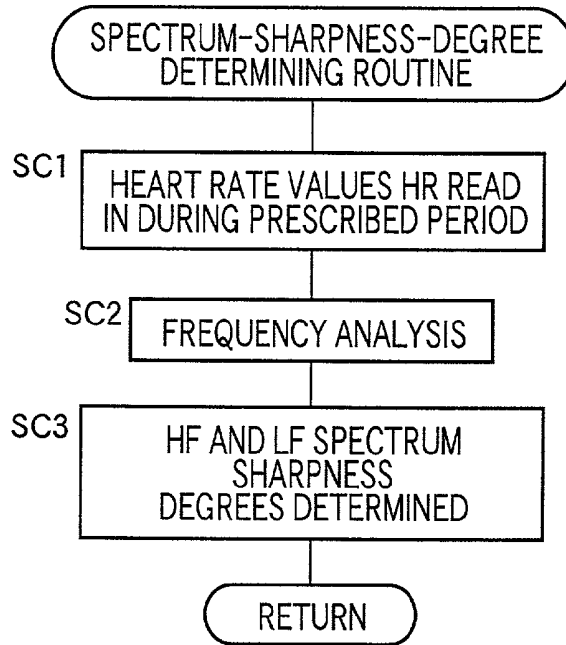 SPECTRUM-SHARPNESS-DEGREE
DETERMINING ROUTINE
SC1
HEART RATE VALUES HR READ
IN DURING PRESCRIBED PERIOD
SC2
FREQUENCY ANALYSIS
SC3
HF AND LF SPECTRUM
SHARPNESS
DEGREES DETERMINED
RETURN